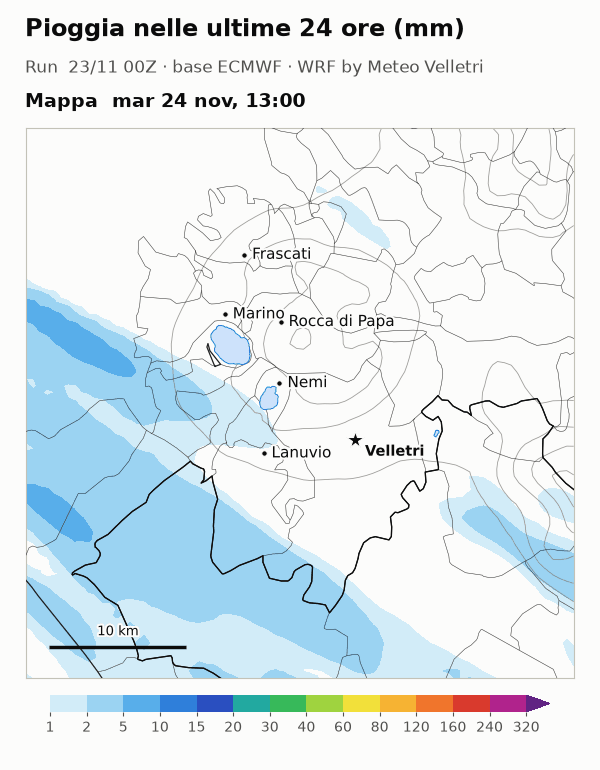 Pioggia nelle ultime 24 ore (mm)
Run  23/11 00Z · base ECMWF · WRF by Meteo Velletri
Mappa  mar 24 nov, 13:00
Frascati
Marino
Rocca di Papa
Nemi
Velletri
Lanuvio
10 km
1 2 5 10 15 20 30 40 60 80 120 160 240 320